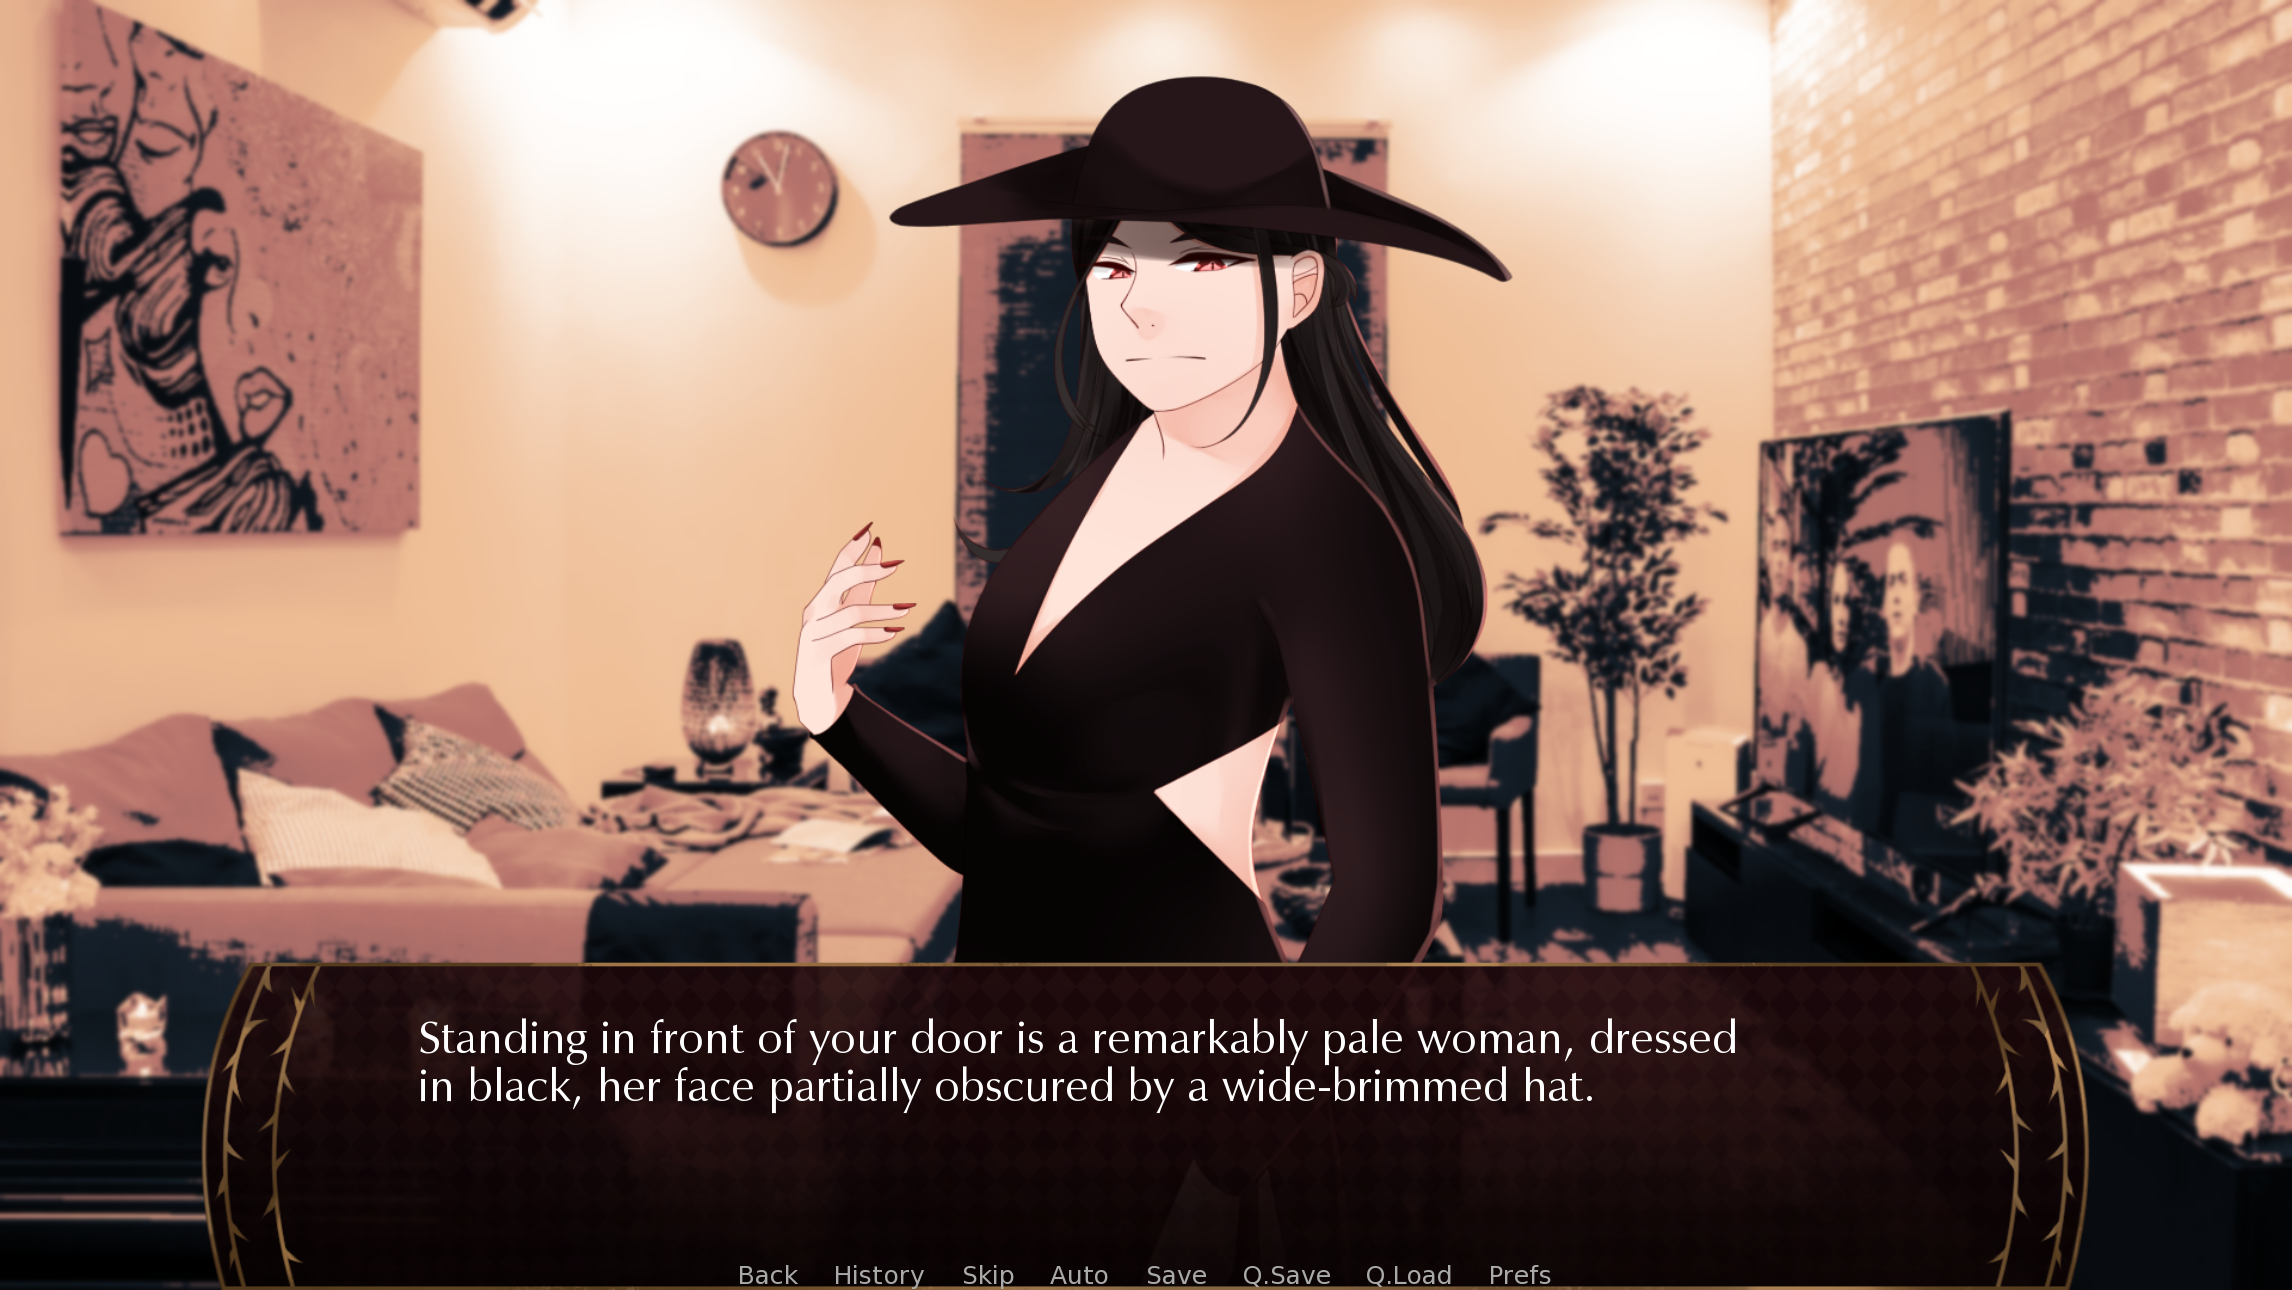 Standing in front of your door is a remarkably pale woman, dressed
in black, her face partially obscured by a wide-brimmed hat.
Back History Skip Auto Save Q.Save Q.Load Prefs